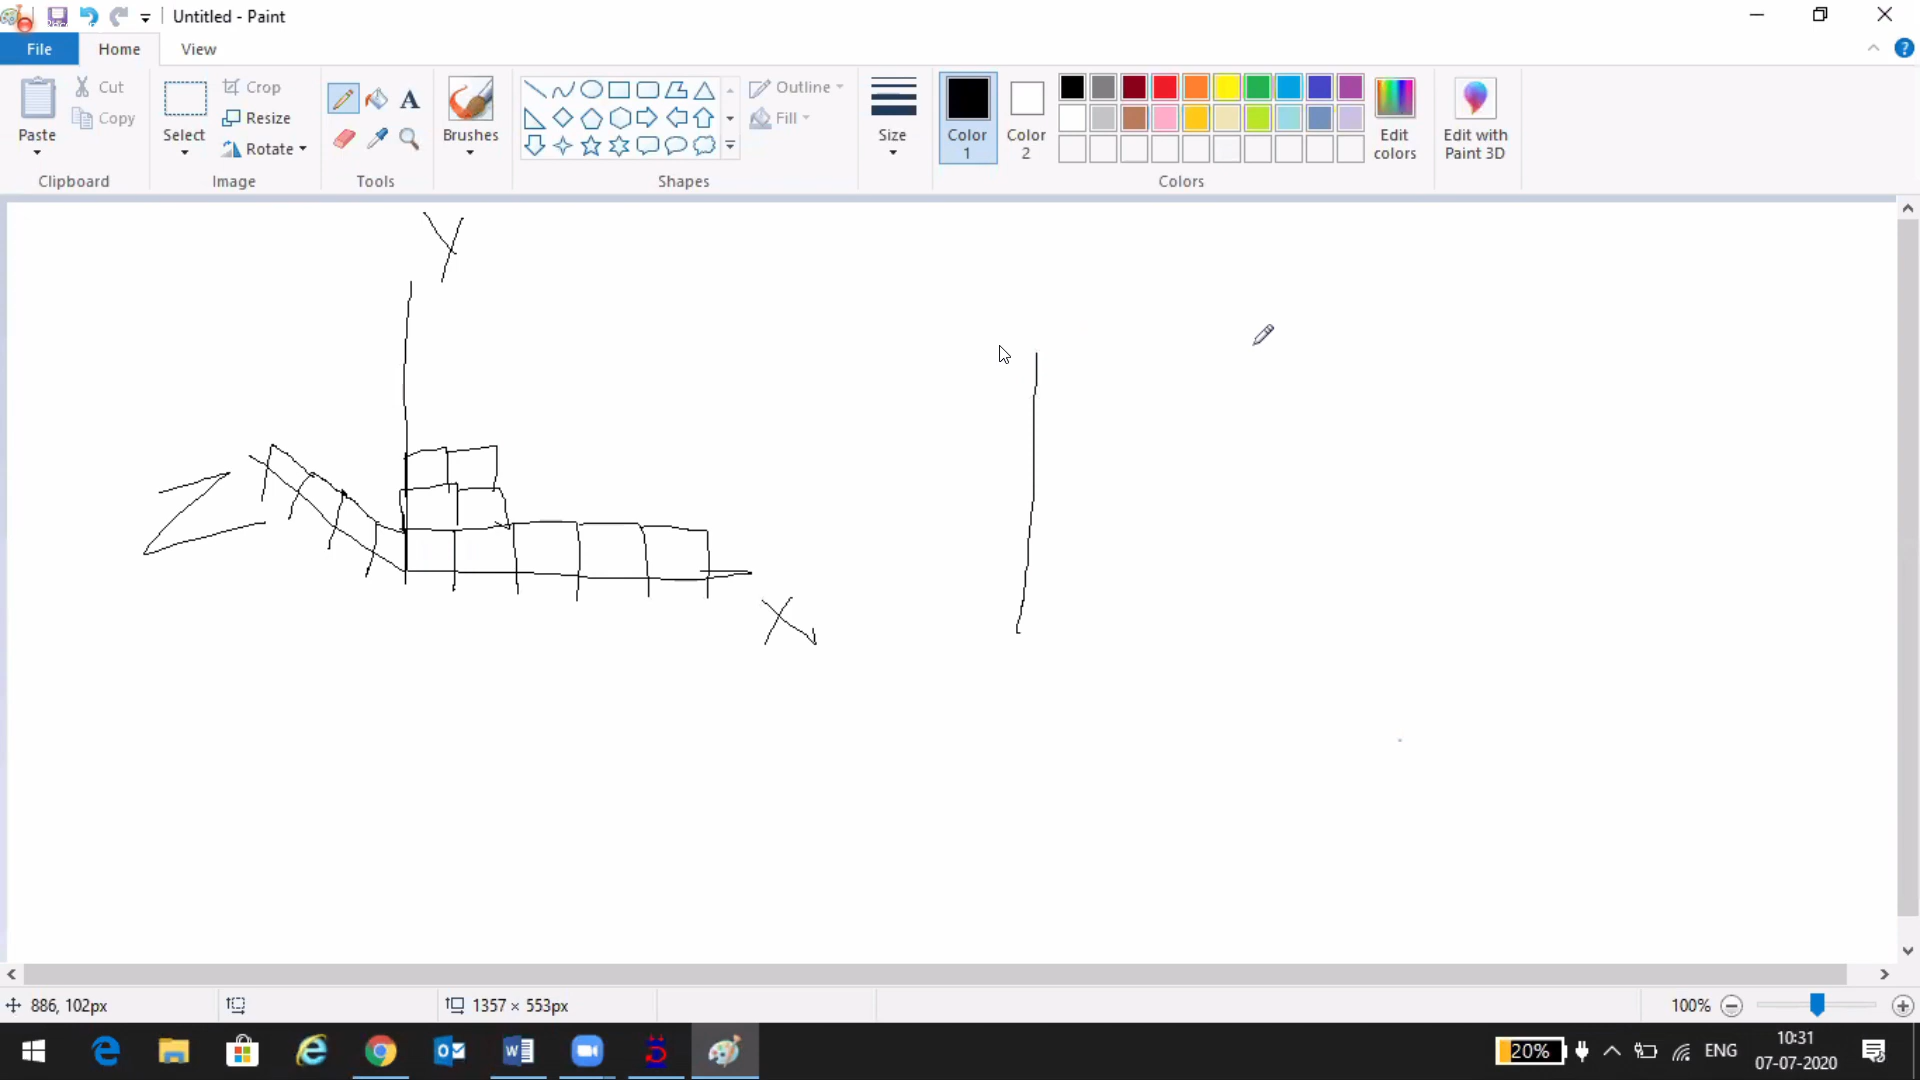 Untitled - Paint
File Home View
Paste
Cut
Copy
Clipboard
Select
Crop
Resize
Rotate
Image
A
Tools
Brushes
Shapes
Outline
Fill
Size
Color 1
Color 2
Edit colors
Colors
Edit with Paint 3D
?
Y
Z
X
886, 102px
1357 × 553px
100%
20%
ENG
10:31
07-07-2020